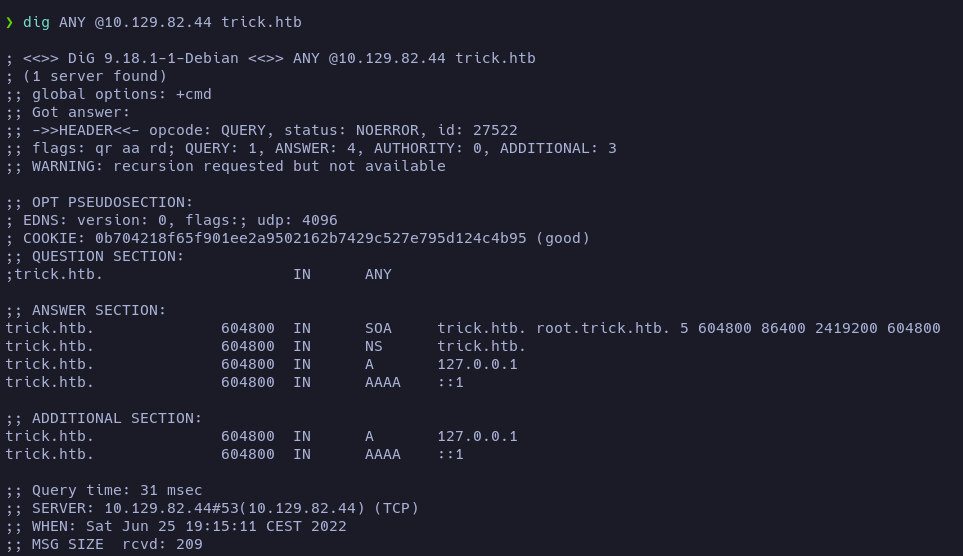 ❯ dig ANY @10.129.82.44 trick.htb
; <<>> DiG 9.18.1-1-Debian <<>> ANY @10.129.82.44 trick.htb
; (1 server found)
;; global options: +cmd
;; Got answer:
;; ->>HEADER<<- opcode: QUERY, status: NOERROR, id: 27522
;; flags: qr aa rd; QUERY: 1, ANSWER: 4, AUTHORITY: 0, ADDITIONAL: 3
;; WARNING: recursion requested but not available
;; OPT PSEUDOSECTION:
; EDNS: version: 0, flags:; udp: 4096
; COOKIE: 0b704218f65f901ee2a9502162b7429c527e795d124c4b95 (good)
;; QUESTION SECTION:
;trick.htb. IN ANY
;; ANSWER SECTION:
trick.htb. 604800 IN SOA trick.htb. root.trick.htb. 5 604800 86400 2419200 604800
trick.htb. 604800 IN NS trick.htb.
trick.htb. 604800 IN A 127.0.0.1
trick.htb. 604800 IN AAAA ::1
;; ADDITIONAL SECTION:
trick.htb. 604800 IN A 127.0.0.1
trick.htb. 604800 IN AAAA ::1
;; Query time: 31 msec
;; SERVER: 10.129.82.44#53(10.129.82.44) (TCP)
;; WHEN: Sat Jun 25 19:15:11 CEST 2022
;; MSG SIZE rcvd: 209